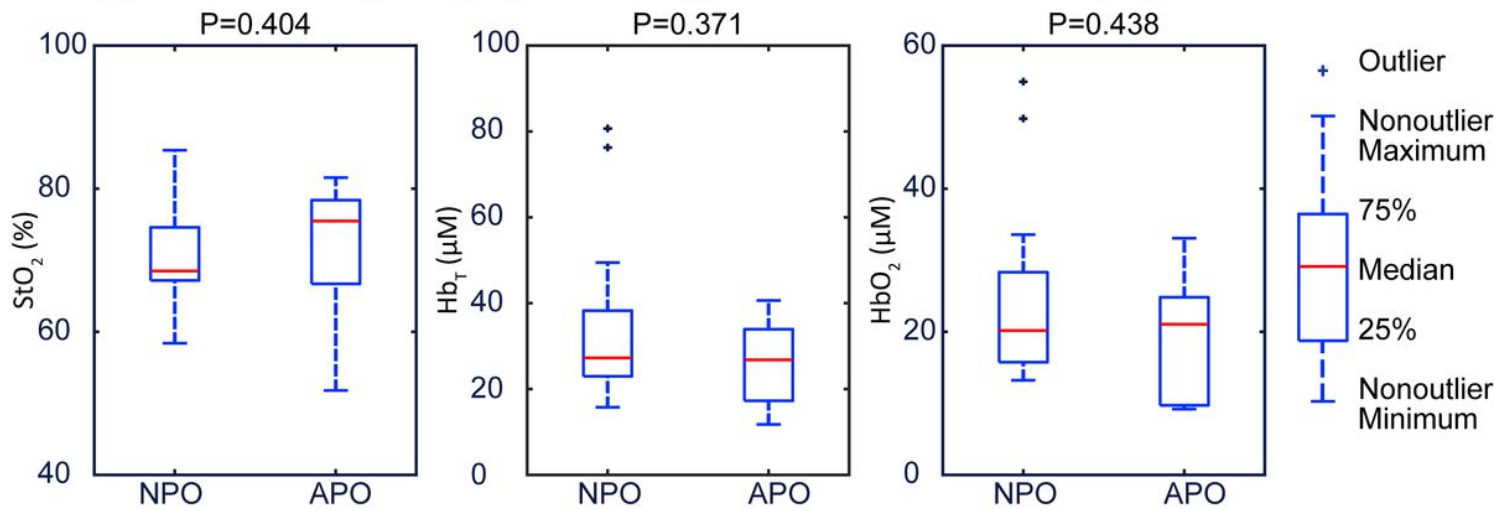 P=0.404
100
80
60
40
StO₂ (%)
NPO
APO
P=0.371
100
80
60
40
20
0
Hb_T (μM)
NPO
APO
P=0.438
60
40
20
0
HbO₂ (μM)
NPO
APO
Outlier
Nonoutlier
Maximum
75%
Median
25%
Nonoutlier
Minimum